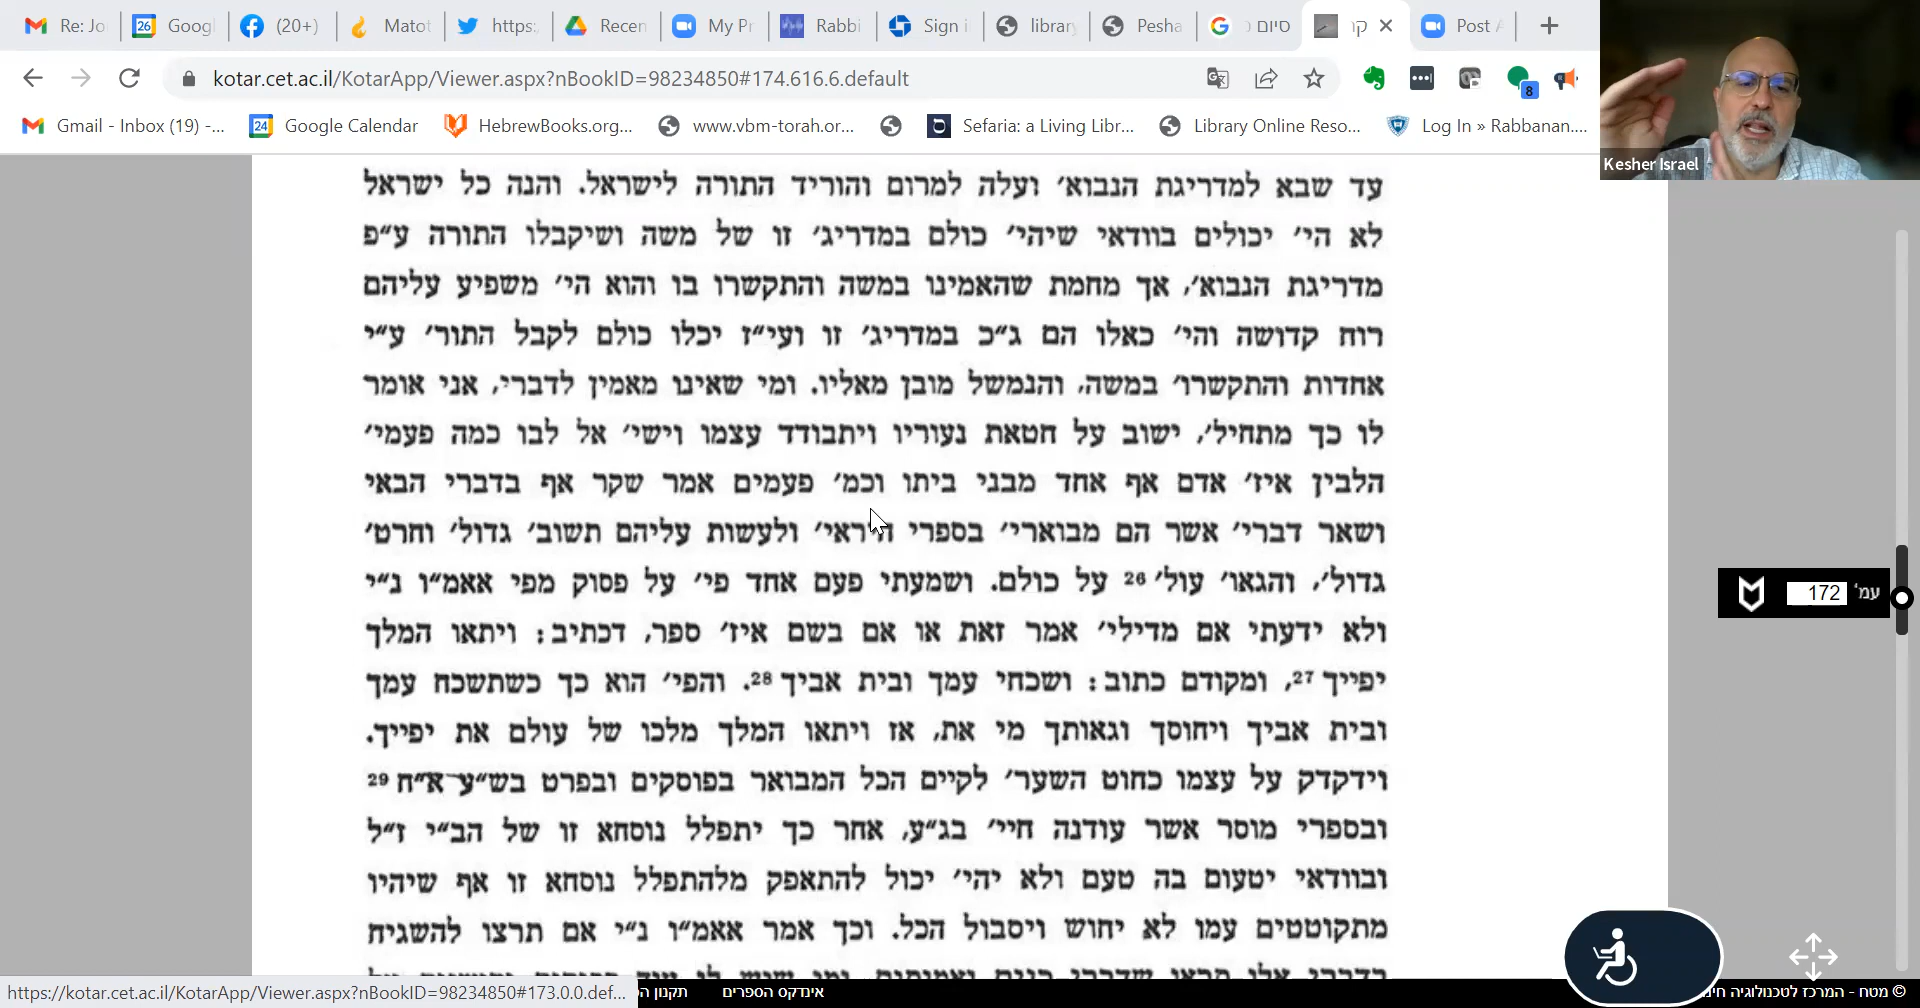 Re: Jo
Googl
(20+)
Matot
https:
Recen
My Pr
Rabbi
Sign i
library
Pesha
סיום כ
קר
Post A
kotar.cet.ac.il/KotarApp/Viewer.aspx?nBookID=98234850#174.616.6.default
8
Gmail - Inbox (19) -...
Google Calendar
HebrewBooks.org...
www.vbm-torah.or...
Sefaria: a Living Libr...
Library Online Reso...
Log In » Rabbanan....
Kesher Israel
עד שבא למדריגת הנבוא׳ ועלה למרום והוריד התורה לישראל. והנה כל ישראל
לא הי׳ יכולים בוודאי שיהי׳ כולם במדריג׳ זו של משה ושיקבלו התורה ע״פ
מדריגת הנבוא׳, אך מחמת שהאמינו במשה והתקשרו בו והוא הי׳ משפיע עליהם
רוח קדושה והי׳ כאלו הם ג״כ במדריג׳ זו ועי״ז יכלו כולם לקבל התור׳ ע״י
אחדות והתקשרו׳ במשה, והנמשל מובן מאליו. ומי שאינו מאמין לדברי, אני אומר
לו כך מתחיל׳, ישוב על חטאת נעוריו ויתבודד עצמו וישי׳ אל לבו כמה פעמי׳
הלבין איז׳ אדם אף אחד מבני ביתו וכמ׳ פעמים אמר שקר אף בדברי הבאי
ושאר דברי׳ אשר הם מבוארי׳ בספרי היראי׳ ולעשות עליהם תשוב׳ גדול׳ וחרט׳
גדול׳, והגאו׳ עול׳ 26 על כולם. ושמעתי פעם אחד פי׳ על פסוק מפי אאמ״ו נ״י
ולא ידעתי אם מדילי׳ אמר זאת או אם בשם איז׳ ספר, דכתיב: ויתאו המלך
יפייך 27, ומקודם כתוב: ושכחי עמך ובית אביך 28. והפי׳ הוא כך כשתשכח עמך
ובית אביך ויחוסך וגאותך מי את, אז ויתאו המלך מלכו של עולם את יפייך.
וידקדק על עצמו כחוט השער׳ לקיים הכל המבואר בפוסקים ובפרט בש״ע א״ח 29
ובספרי מוסר אשר עודנה חיי׳ בג״ע, אחר כך יתפלל נוסחא זו של הב״י ז״ל
ובוודאי יטעום בה טעם ולא יהי׳ יכול להתאפק מלהתפלל נוסחא זו אף שיהיו
מתקוטטים עמו לא יחוש ויסבול הכל. וכך אמר אאמ״ו נ״י אם תרצו להשגיח
עמ׳ 172
https://kotar.cet.ac.il/KotarApp/Viewer.aspx?nBookID=98234850#173.0.0.def...
תקנון
אינדקס הספרים
© מטח - המרכז לטכנולוגיה